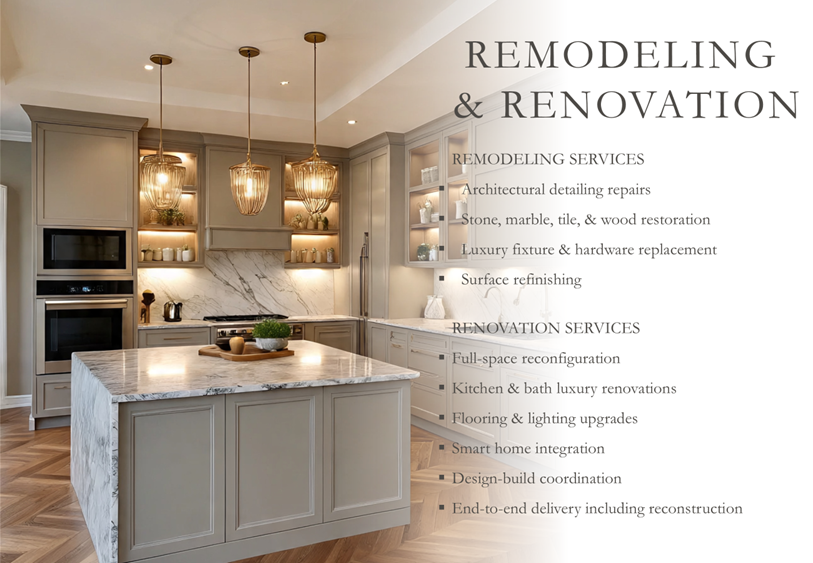 REMODELING
& RENOVATION
REMODELING SERVICES
▪ Architectural detailing repairs
▪ Stone, marble, tile, & wood restoration
▪ Luxury fixture & hardware replacement
▪ Surface refinishing
RENOVATION SERVICES
▪ Full-space reconfiguration
▪ Kitchen & bath luxury renovations
▪ Flooring & lighting upgrades
▪ Smart home integration
▪ Design-build coordination
▪ End-to-end delivery including reconstruction